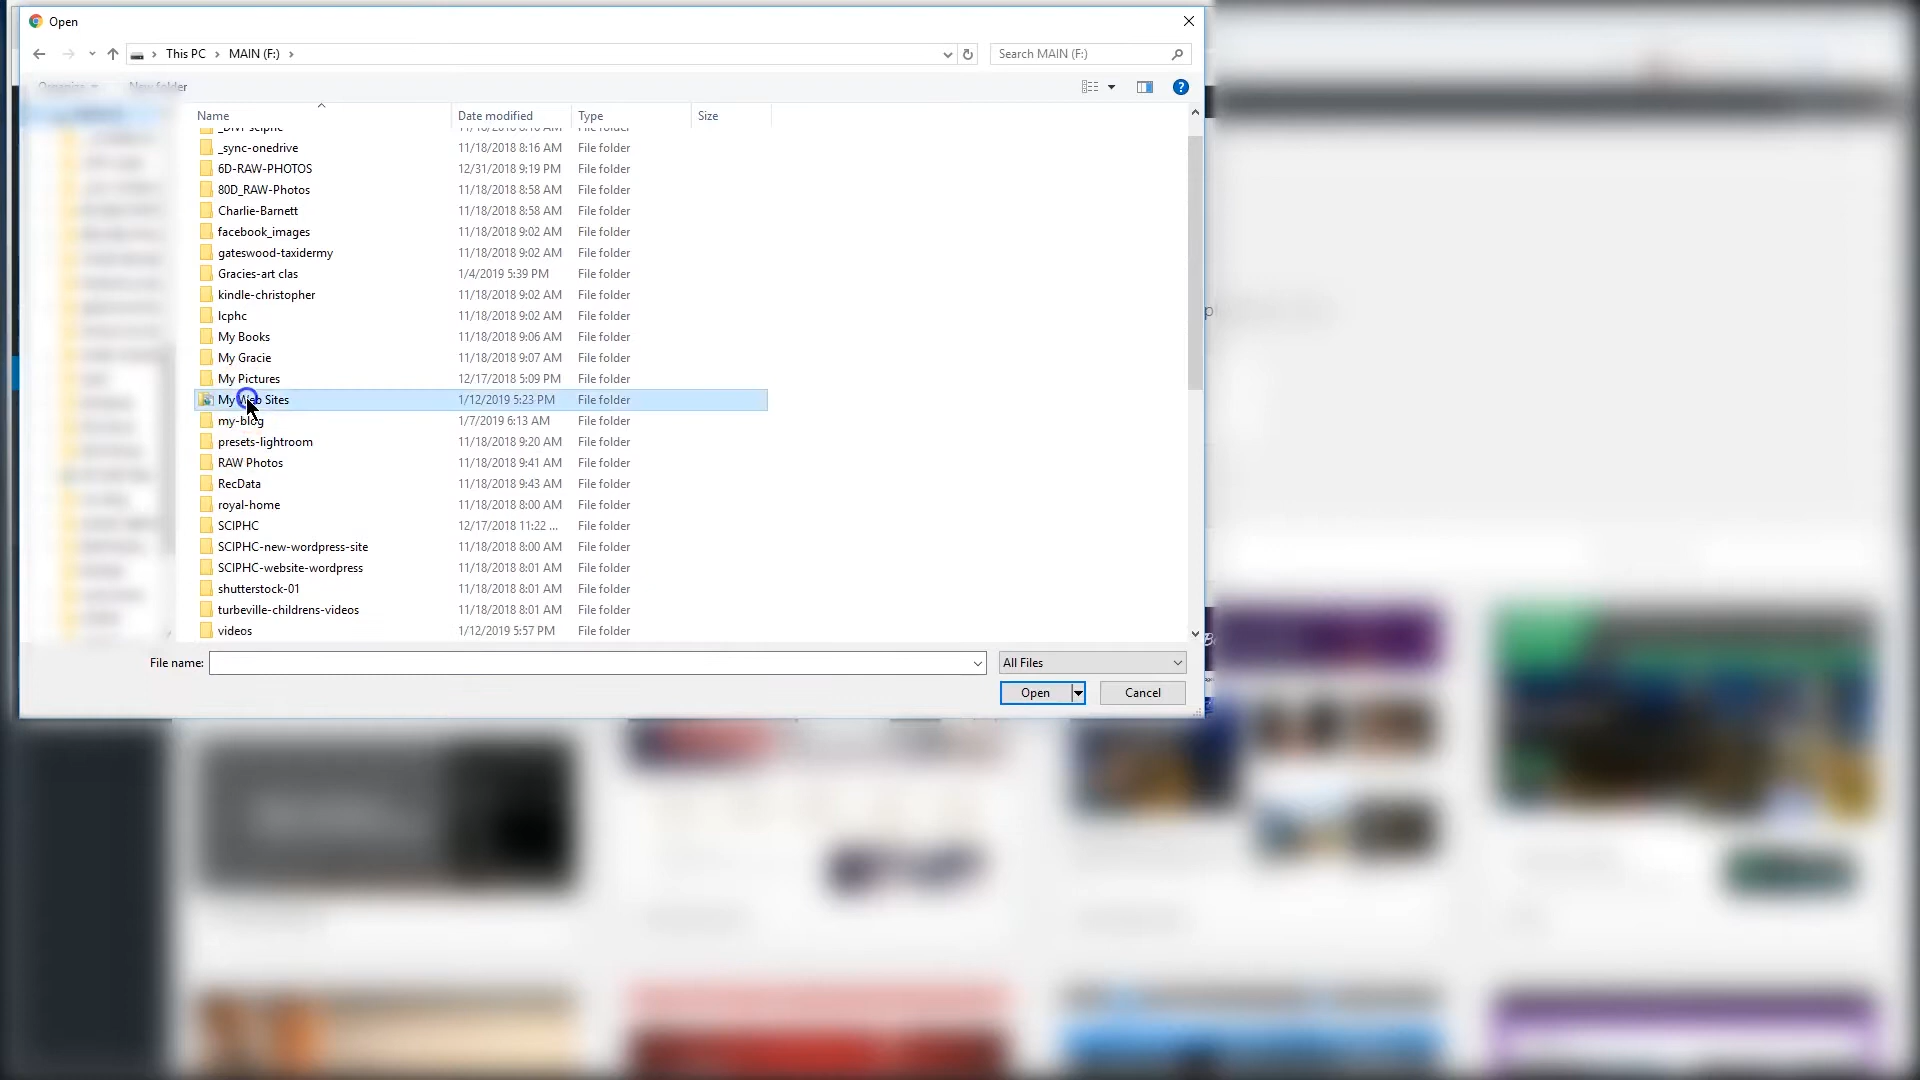 Open
This PC > MAIN (F:) >
Search MAIN (F:)
Organize New folder
Name Date modified Type Size
_sync-onedrive 11/18/2018 8:16 AM File folder
6D-RAW-PHOTOS 12/31/2018 9:19 PM File folder
80D_RAW-Photos 11/18/2018 8:58 AM File folder
Charlie-Barnett 11/18/2018 8:58 AM File folder
facebook_images 11/18/2018 9:02 AM File folder
gateswood-taxidermy 11/18/2018 9:02 AM File folder
Gracies-art clas 1/4/2019 5:39 PM File folder
kindle-christopher 11/18/2018 9:02 AM File folder
lcphc 11/18/2018 9:02 AM File folder
My Books 11/18/2018 9:06 AM File folder
My Gracie 11/18/2018 9:07 AM File folder
My Pictures 12/17/2018 5:09 PM File folder
My Web Sites 1/12/2019 5:23 PM File folder
my-blog 1/7/2019 6:13 AM File folder
presets-lightroom 11/18/2018 9:20 AM File folder
RAW Photos 11/18/2018 9:41 AM File folder
RecData 11/18/2018 9:43 AM File folder
royal-home 11/18/2018 8:00 AM File folder
SCIPHC 12/17/2018 11:22 ... File folder
SCIPHC-new-wordpress-site 11/18/2018 8:00 AM File folder
SCIPHC-website-wordpress 11/18/2018 8:01 AM File folder
shutterstock-01 11/18/2018 8:01 AM File folder
turbeville-childrens-videos 11/18/2018 8:01 AM File folder
videos 1/12/2019 5:57 PM File folder
File name:
All Files
Open Cancel